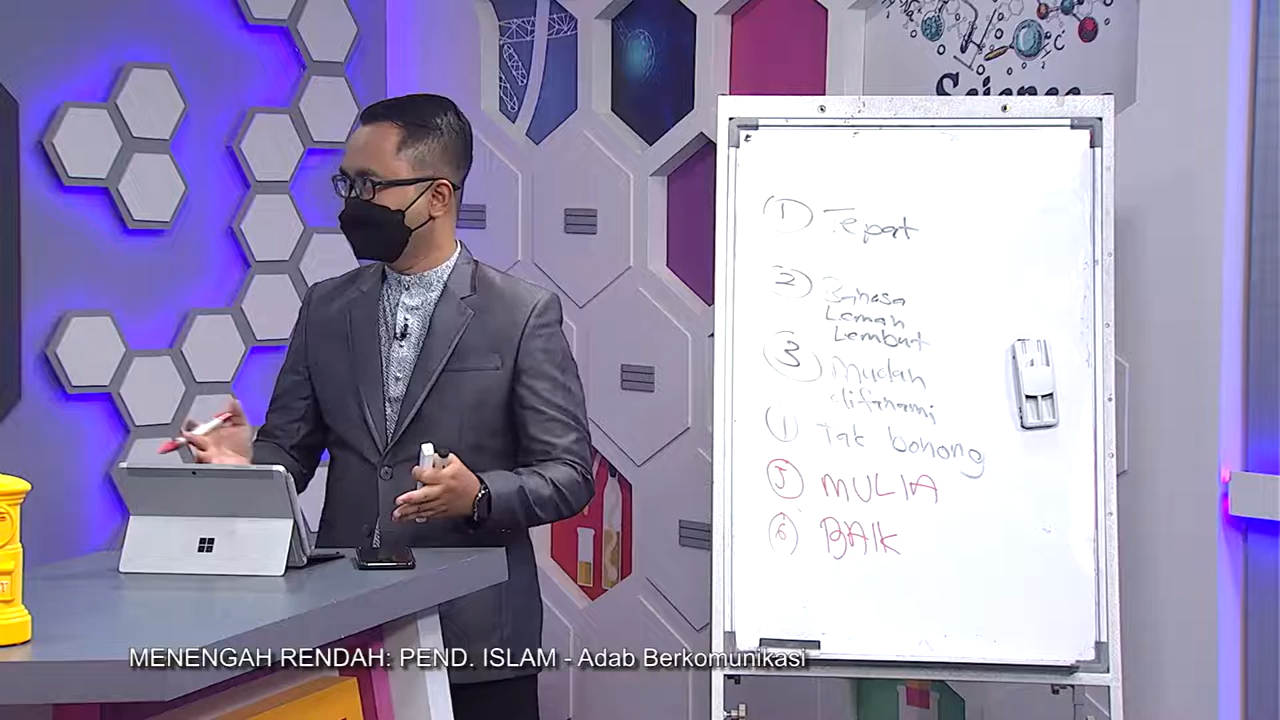 Science
① Tepat
② Bahasa
Lemah
Lembut
③ Mudah
difahami
① Tak bohong
⑤ MULIA
⑥ BAIK
MENENGAH RENDAH: PEND. ISLAM - Adab Berkomunikasi